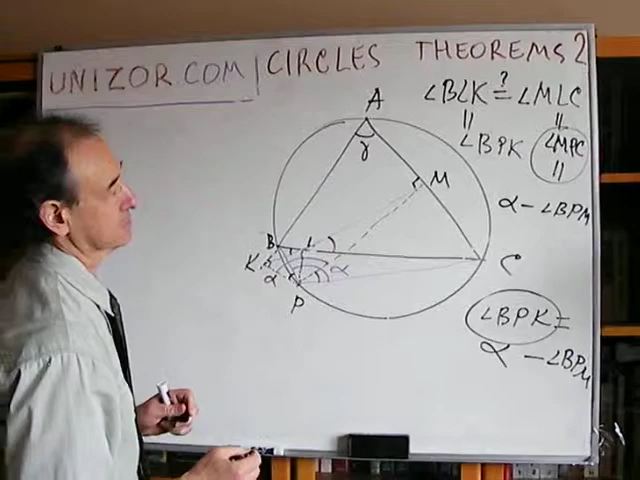 UNIZOR.COM | CIRCLES THEOREMS 2
∠BLK ?= ∠MLC
॥ ॥
∠BPK ∠MPC
॥
α - ∠BPM
A
γ
M
B L
K α
α
P
C
∠BPK =
α - ∠BPM